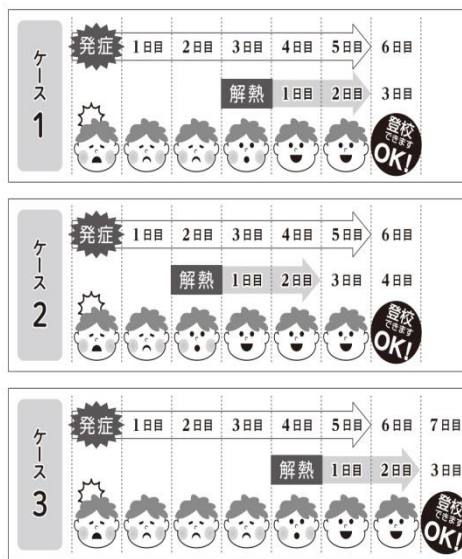 ケース1
発症 1日目 2日目 3日目 4日目 5日目 6日目
解熱 1日目 2日目 3日目
登校
できます
OK!
ケース2
発症 1日目 2日目 3日目 4日目 5日目 6日目
解熱 1日目 2日目 3日目 4日目
登校
できます
OK!
ケース3
発症 1日目 2日目 3日目 4日目 5日目 6日目 7日目
解熱 1日目 2日目 3日目
登校
できます
OK!